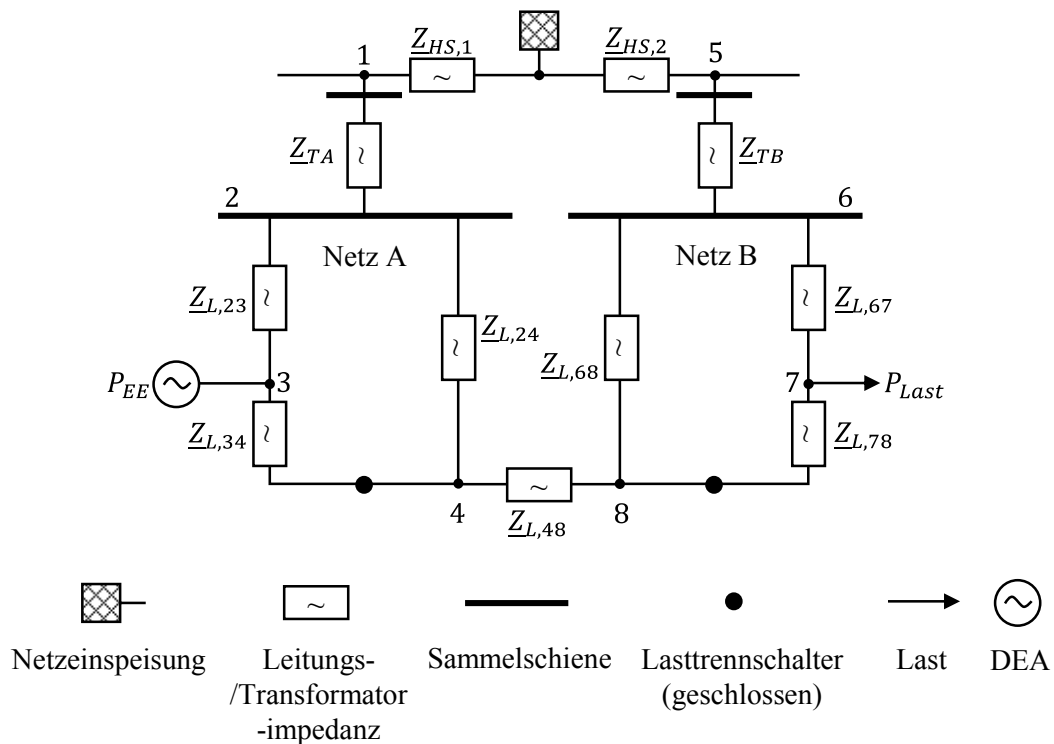 Z_HS,1
Z_HS,2
1
5
Z_TA
Z_TB
2
6
Netz A
Netz B
Z_L,23
Z_L,67
Z_L,24
Z_L,68
P_EE
3
7
P_Last
Z_L,34
Z_L,78
4
8
Z_L,48
Netzeinspeisung
Leitungs-
/Transformator
-impedanz
Sammelschiene
Lasttrennschalter
(geschlossen)
Last
DEA